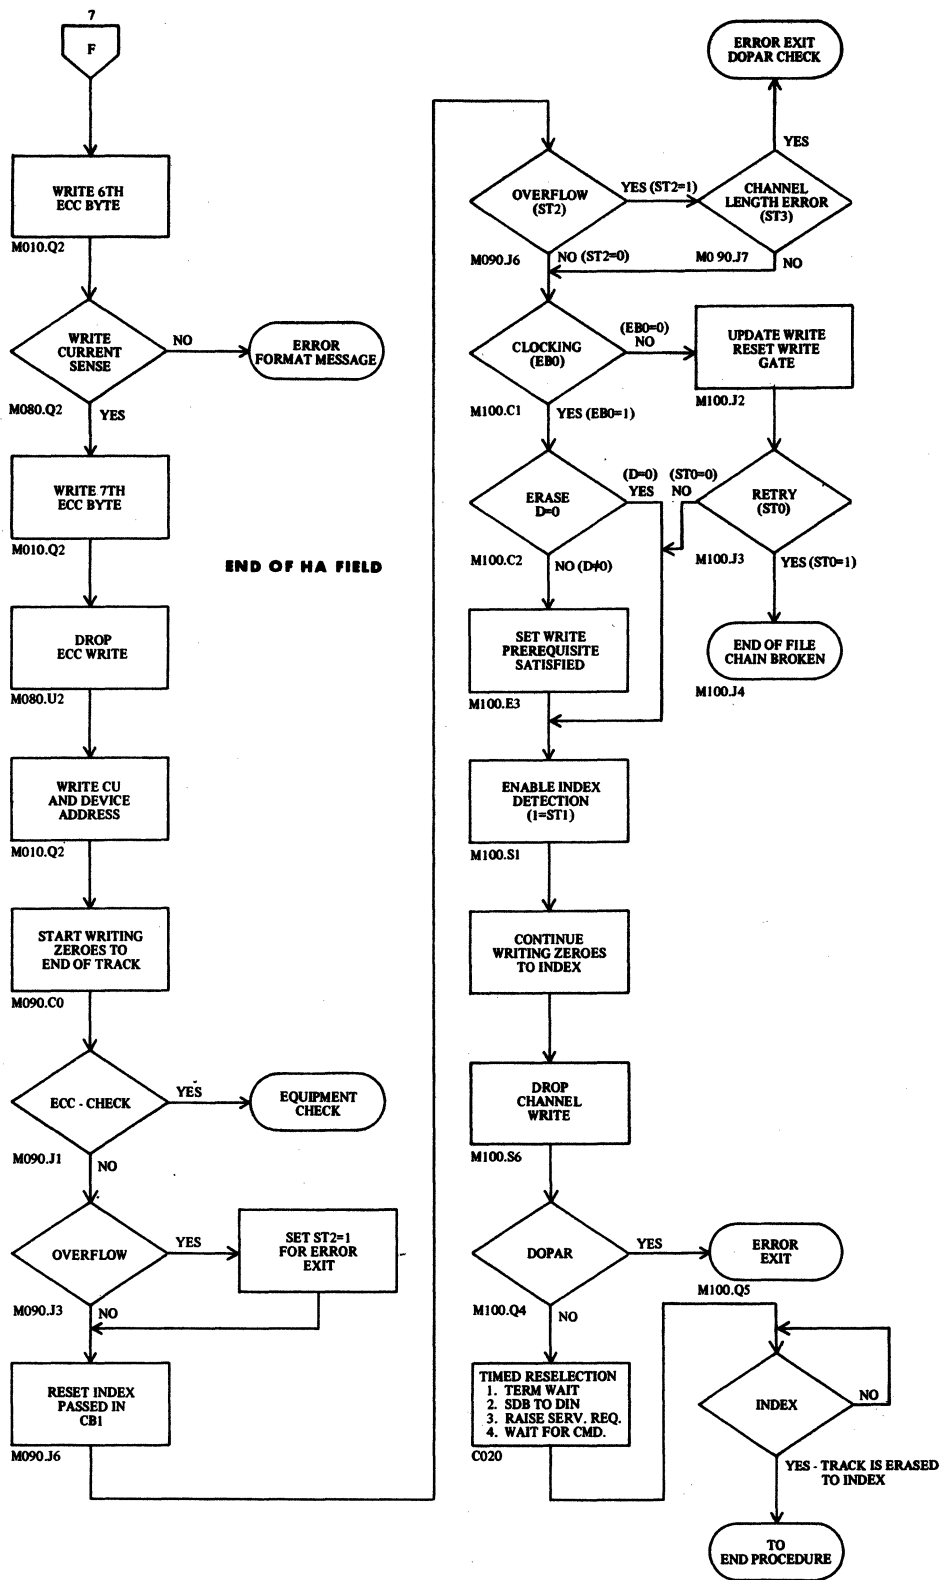 7
F
WRITE 6TH
ECC BYTE
M010.Q2
WRITE
CURRENT
SENSE
NO
ERROR
FORMAT MESSAGE
M080.Q2
YES
WRITE 7TH
ECC BYTE
M010.Q2
END OF HA FIELD
DROP
ECC WRITE
M080.U2
WRITE CU
AND DEVICE
ADDRESS
M010.Q2
START WRITING
ZEROES TO
END OF TRACK
M090.C0
ECC - CHECK
YES
EQUIPMENT
CHECK
M090.J1
NO
OVERFLOW
YES
SET ST2=1
FOR ERROR
EXIT
M090.J3
NO
RESET INDEX
PASSED IN
CB1
M090.J6
ERROR EXIT
DOPAR CHECK
YES
OVERFLOW
(ST2)
YES (ST2=1)
CHANNEL
LENGTH ERROR
(ST3)
M090.J6
NO (ST2=0)
M0 90.J7
NO
CLOCKING
(EB0)
(EB0=0)
NO
UPDATE WRITE
RESET WRITE
GATE
M100.C1
YES (EB0=1)
M100.J2
ERASE
D=0
(D=0)
YES
(ST0=0)
NO
RETRY
(ST0)
M100.C2
NO (D≠0)
M100.J3
YES (ST0=1)
SET WRITE
PREREQUISITE
SATISFIED
M100.E3
END OF FILE
CHAIN BROKEN
M100.J4
ENABLE INDEX
DETECTION
(1=ST1)
M100.S1
CONTINUE
WRITING ZEROES
TO INDEX
DROP
CHANNEL
WRITE
M100.S6
DOPAR
YES
ERROR
EXIT
M100.Q5
M100.Q4
NO
TIMED RESELECTION
1. TERM WAIT
2. SDB TO DIN
3. RAISE SERV. REQ.
4. WAIT FOR CMD.
C020
INDEX
NO
YES - TRACK IS ERASED
TO INDEX
TO
END PROCEDURE